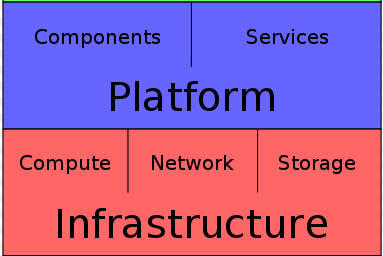 Components Services
Platform
Compute Network Storage
Infrastructure